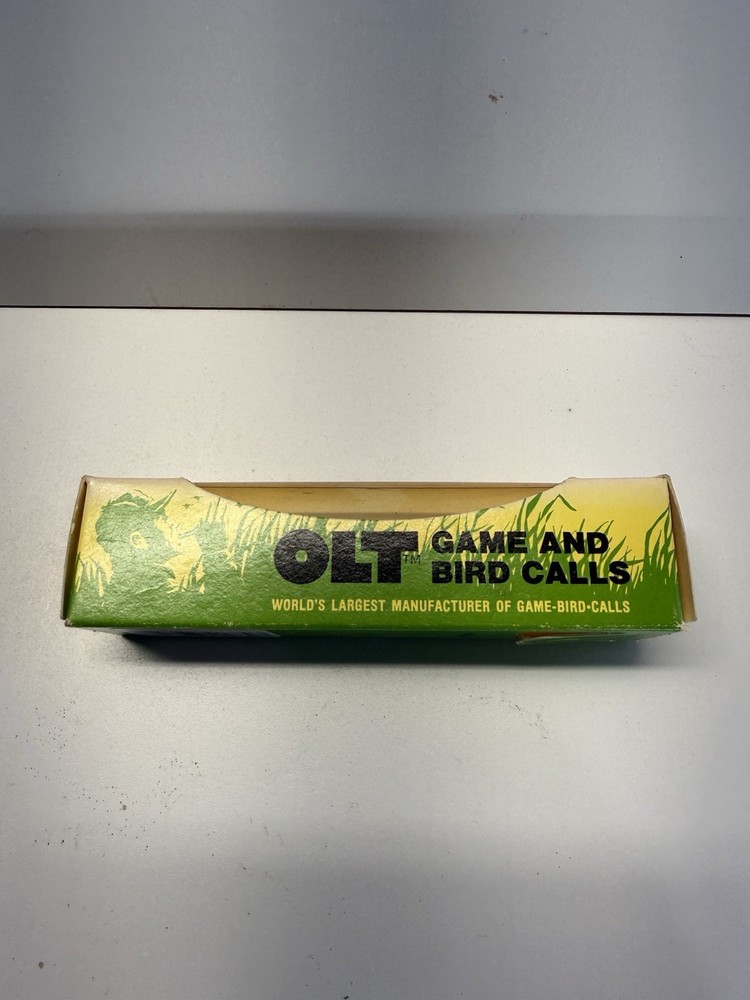 OLT™ GAME AND
BIRD CALLS
WORLD'S LARGEST MANUFACTURER OF GAME-BIRD-CALLS